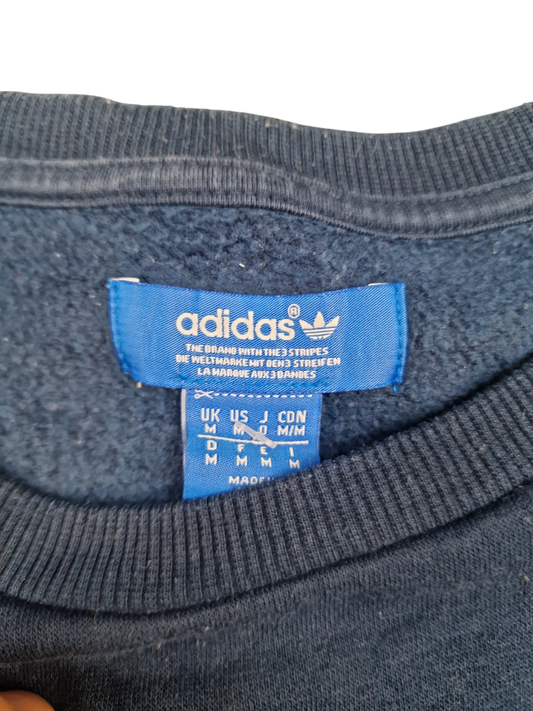 adidas®
THE BRAND WITH THE 3 STRIPES
DIE WELTMARKE MIT DEN 3 STREIFEN
LA MARQUE AUX 3 BANDES
UK US J CDN
M M O M/M
D F E I
M M M M
MADE